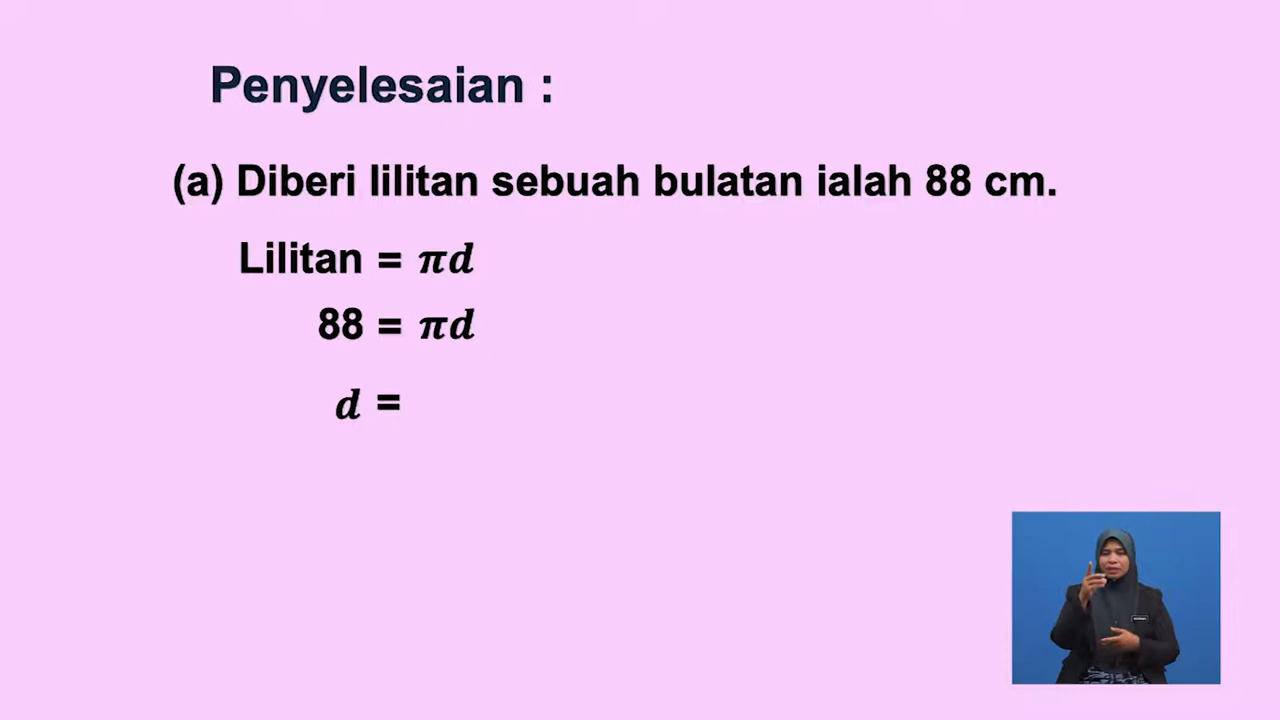 Penyelesaian :
(a) Diberi lilitan sebuah bulatan ialah 88 cm.
Lilitan = 𝝅𝒅
88 = 𝝅𝒅
𝒅 =